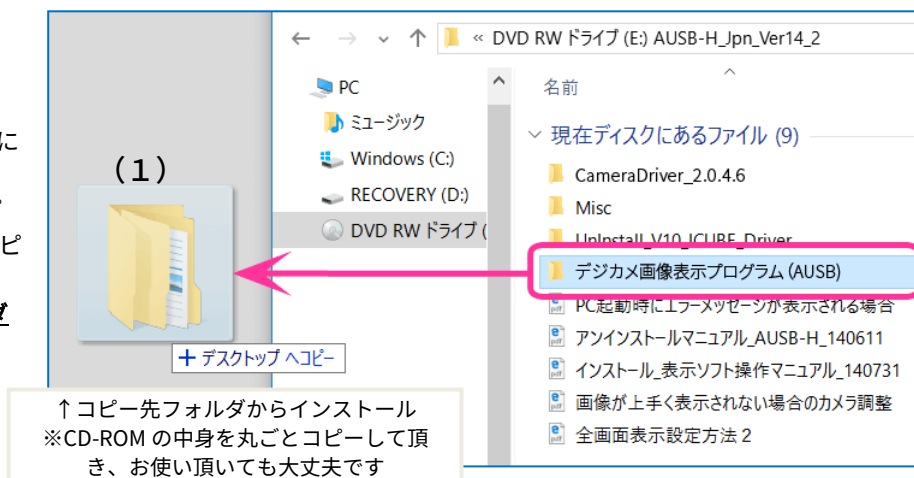 に
。
ピ
ダ
（１）
＋デスクトップ へコピー
↑コピー先フォルダからインストール
※CD-ROM の中身を丸ごとコピーして頂
き、お使い頂いても大丈夫です
« DVD RW ドライブ (E:) AUSB-H_Jpn_Ver14_2
PC
ミュージック
Windows (C:)
RECOVERY (D:)
DVD RW ドライブ (
名前
現在ディスクにあるファイル (9)
CameraDriver_2.0.4.6
Misc
UnInstall_V10_ICUBE_Driver
デジカメ画像表示プログラム (AUSB)
PC起動時にエラーメッセージが表示される場合
アンインストールマニュアル_AUSB-H_140611
インストール_表示ソフト操作マニュアル_140731
画像が上手く表示されない場合のカメラ調整
全画面表示設定方法２